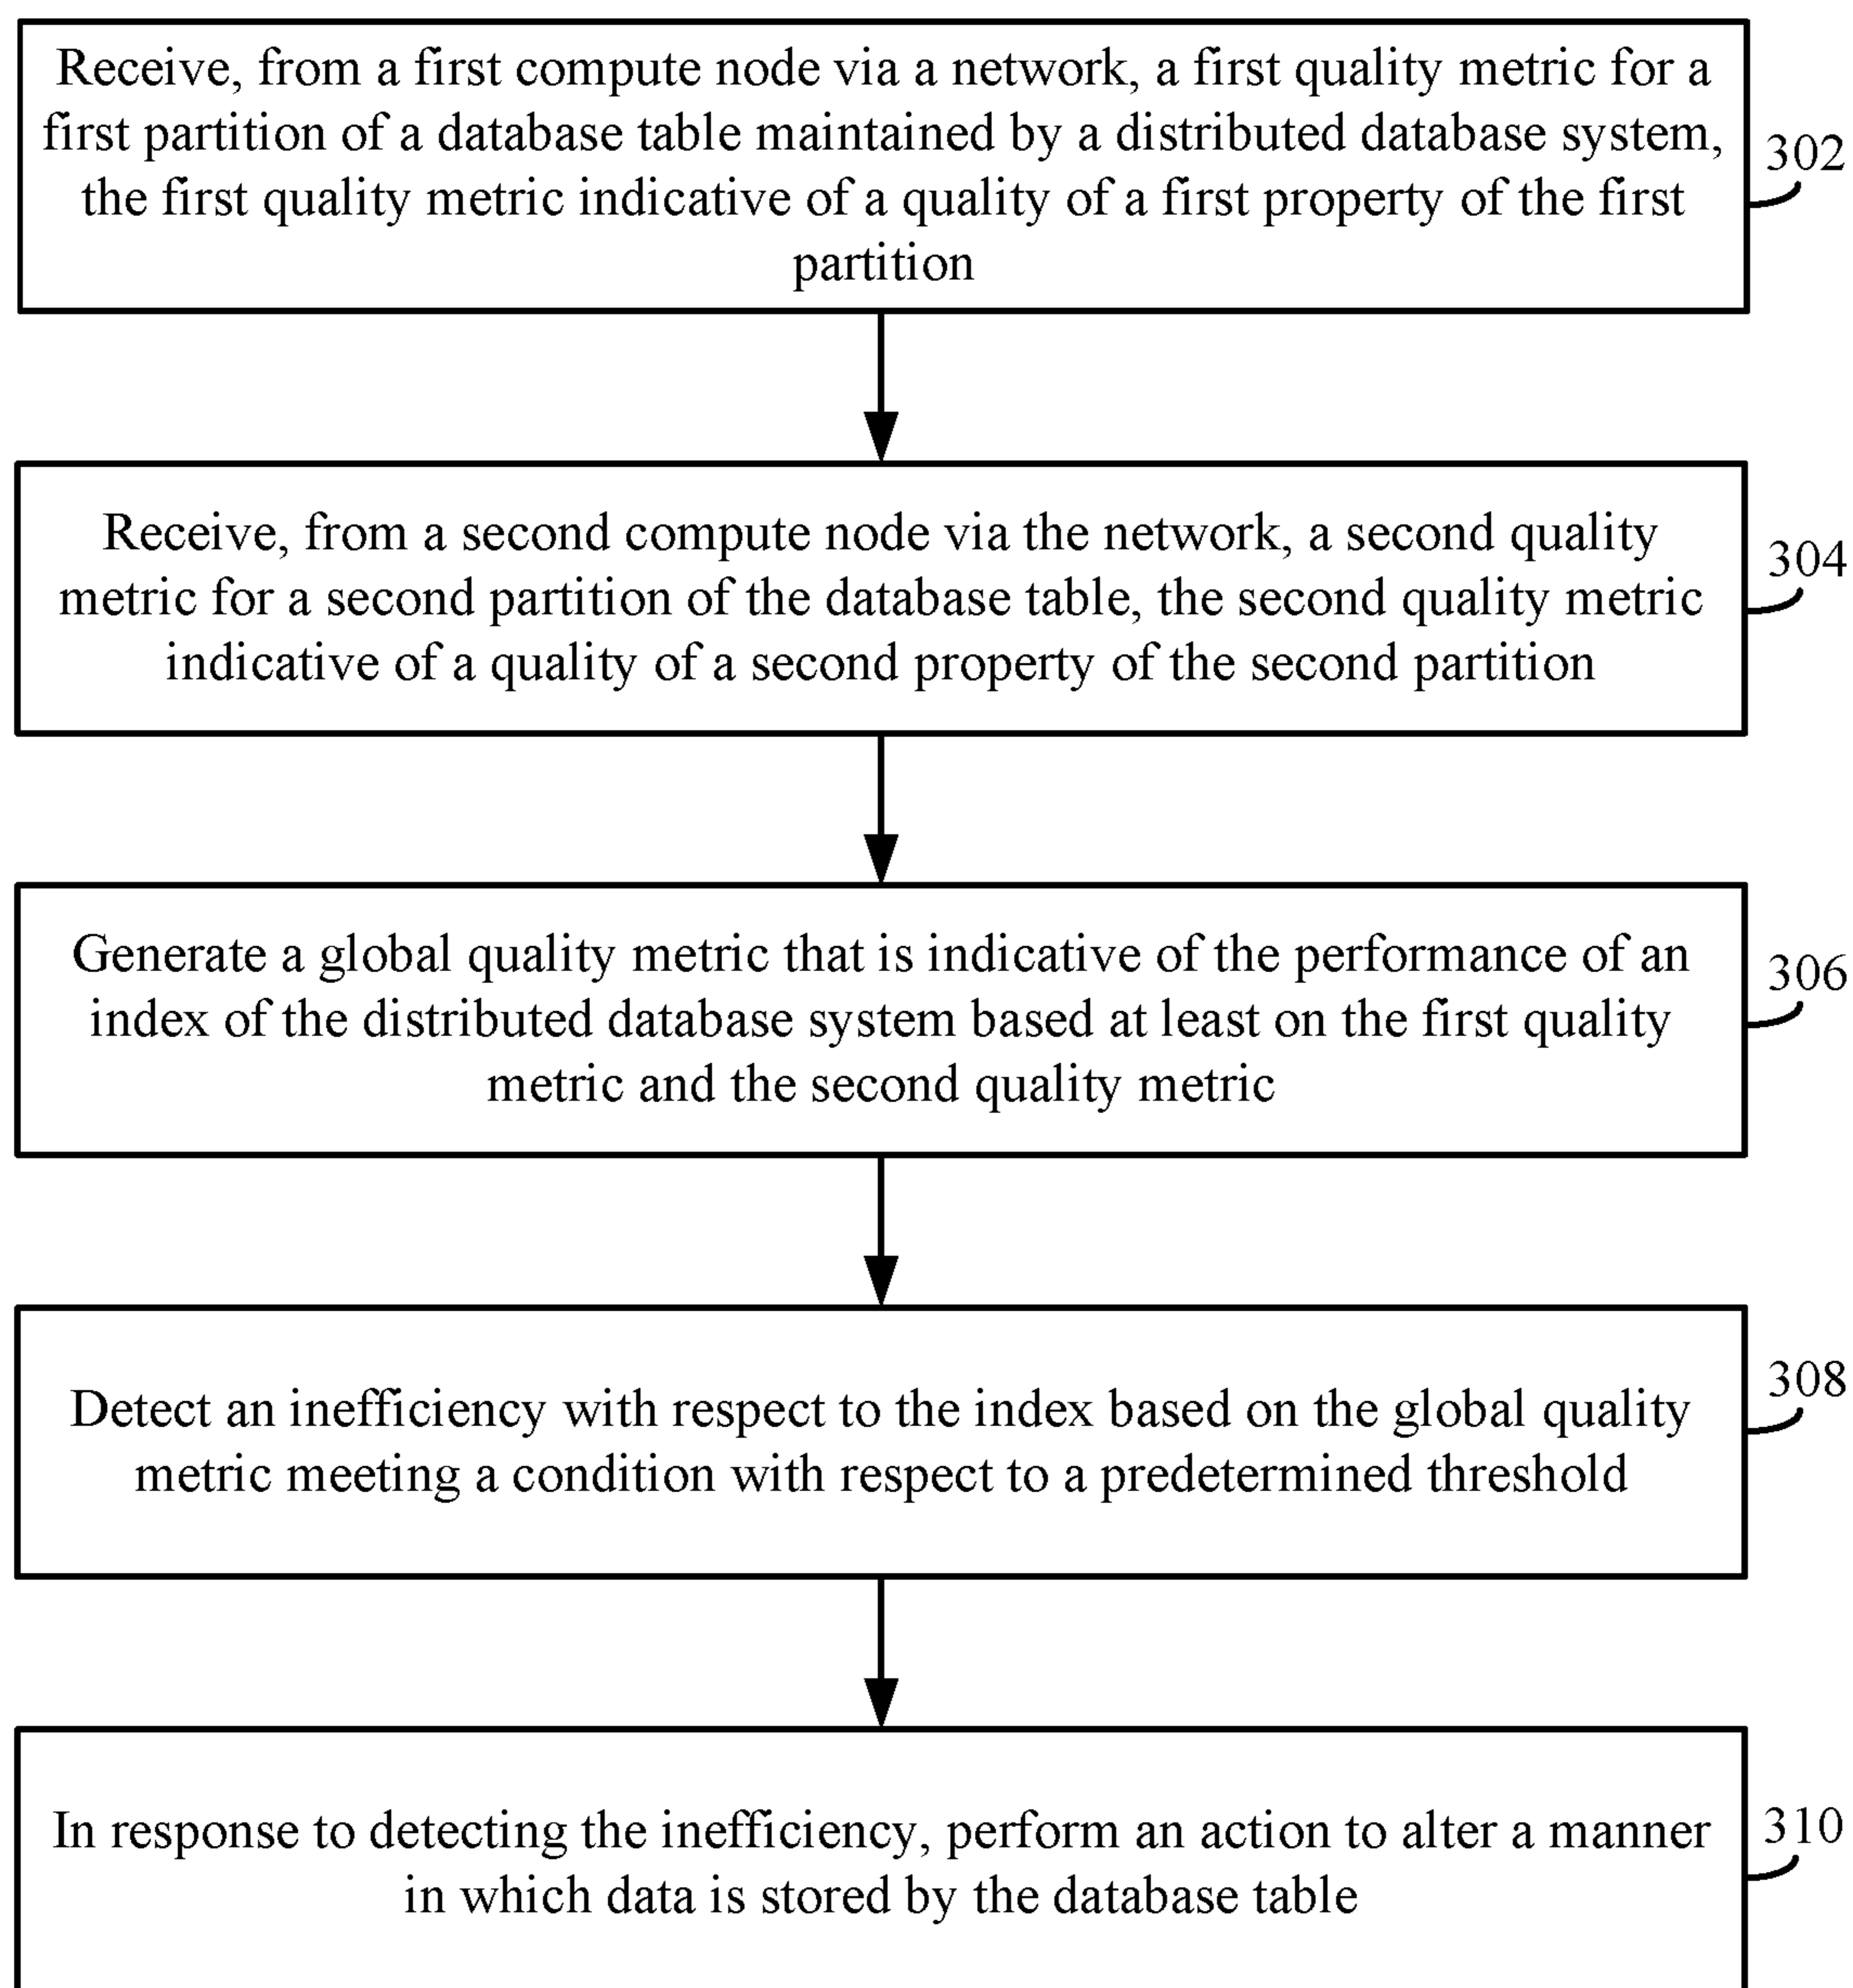 Receive, from a first compute node via a network, a first quality metric for a
first partition of a database table maintained by a distributed database system,
the first quality metric indicative of a quality of a first property of the first
partition
302
Receive, from a second compute node via the network, a second quality
metric for a second partition of the database table, the second quality metric
indicative of a quality of a second property of the second partition
304
Generate a global quality metric that is indicative of the performance of an
index of the distributed database system based at least on the first quality
metric and the second quality metric
306
Detect an inefficiency with respect to the index based on the global quality
metric meeting a condition with respect to a predetermined threshold
308
In response to detecting the inefficiency, perform an action to alter a manner
in which data is stored by the database table
310